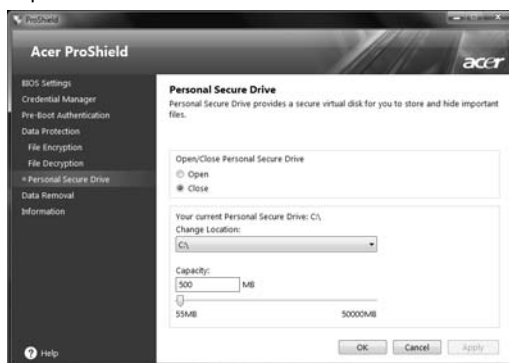 ProShield
Acer ProShield
acer
BIOS Settings
Credential Manager
Pre-Boot Authentication
Data Protection
File Encryption
File Decryption
Personal Secure Drive
Data Removal
Information
Help
Personal Secure Drive
Personal Secure Drive provides a secure virtual disk for you to store and hide important
files.
Open/Close Personal Secure Drive
Open
Close
Your current Personal Secure Drive: C:\,
Change Location:
C:\
Capacity:
500 MB
55MB 50000MB
OK Cancel Apply